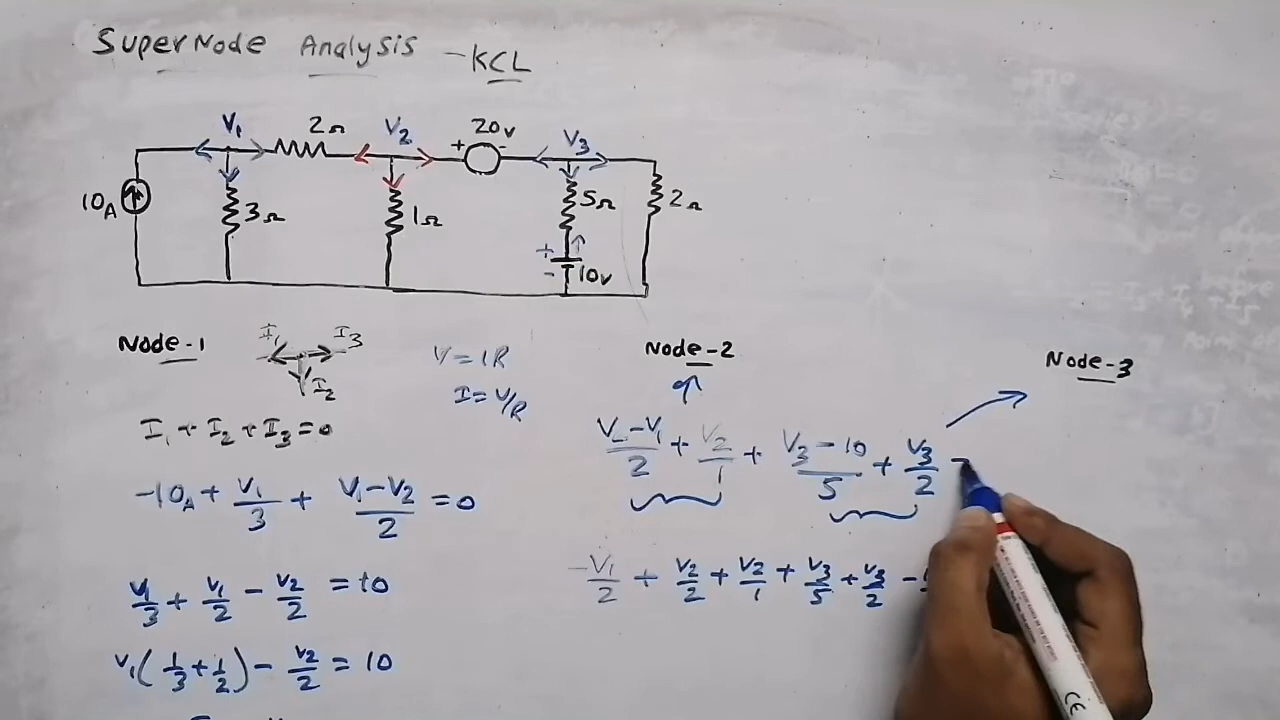 SUperNode Analysis - KCL
V1 2Ω V2 20v V3
+ -
10A 3Ω 1Ω 5Ω 2Ω
+
- 10v
Node-1 I1 I3 I2
V = IR
I = V/R
Node-2
Node-3
I1 + I2 + I3 = 0
-10A + V1/3 + V1-V2/2 = 0
V1/3 + V1/2 - V2/2 = 10
V1(1/3 + 1/2) - V2/2 = 10
V2-V1/2 + V2/1 + V3-10/5 + V3/2
-V1/2 + V2/2 + V2/1 + V3/5 + V3/2 -
CE